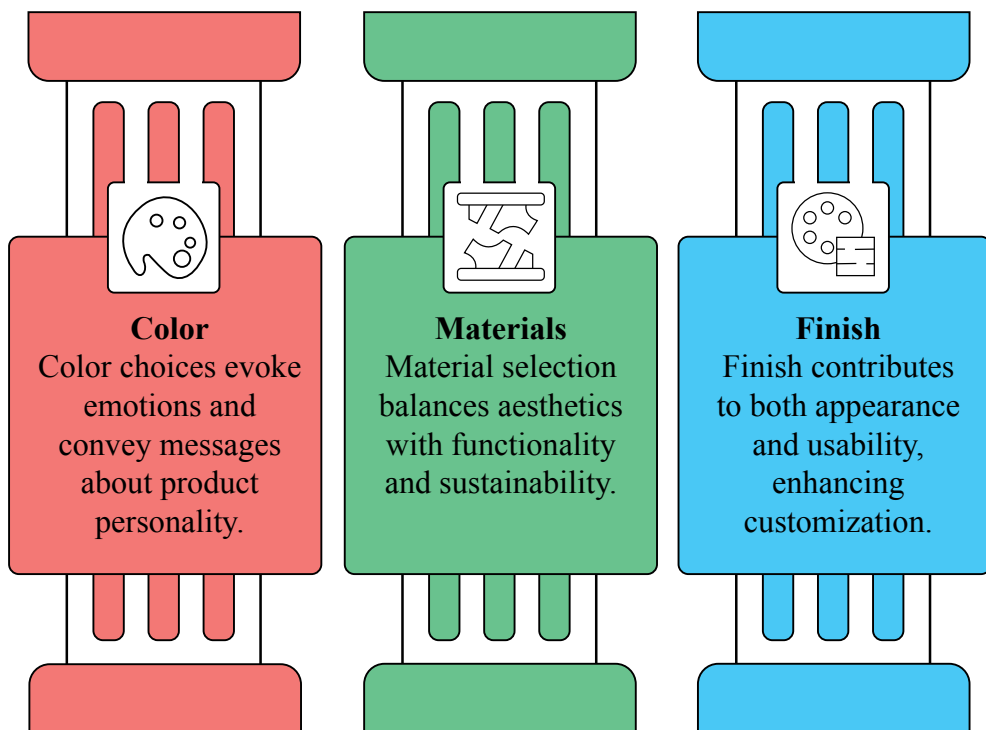 Color
Color choices evoke
emotions and
convey messages
about product
personality.
Materials
Material selection
balances aesthetics
with functionality
and sustainability.
Finish
Finish contributes
to both appearance
and usability,
enhancing
customization.